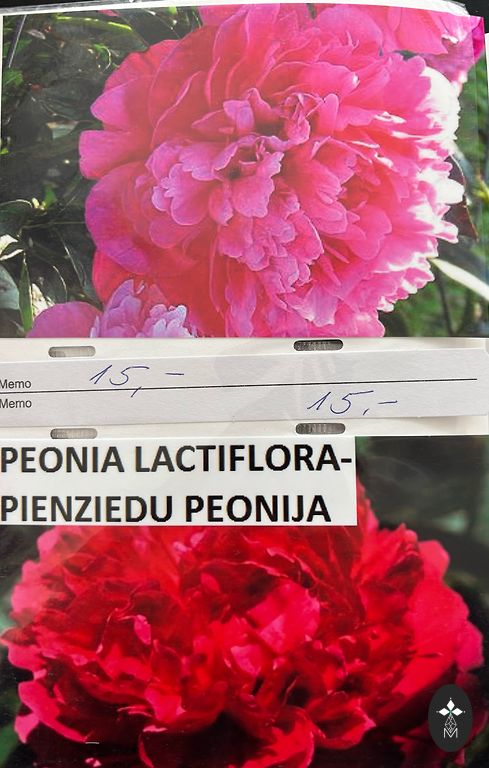 Memo 15,-
Memo 15,-
PEONIA LACTIFLORA-
PIENZIEDU PEONIJA
M